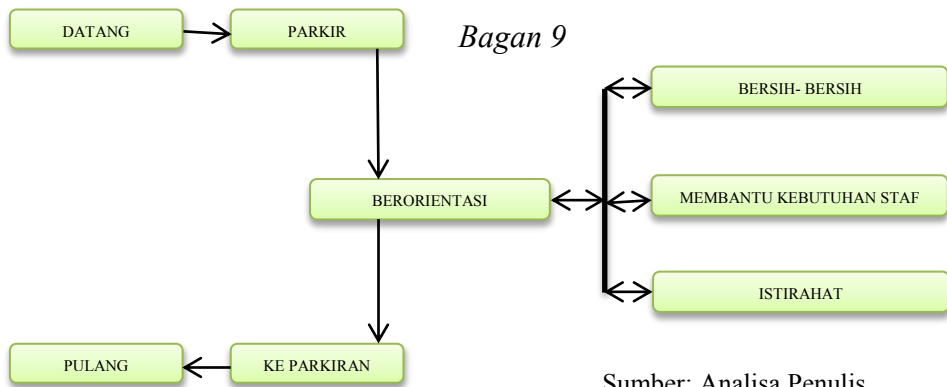 DATANG
PARKIR
Bagan 9
BERSIH- BERSIH
BERORIENTASI
MEMBANTU KEBUTUHAN STAF
ISTIRAHAT
PULANG
KE PARKIRAN
Sumber: Analisa Penulis